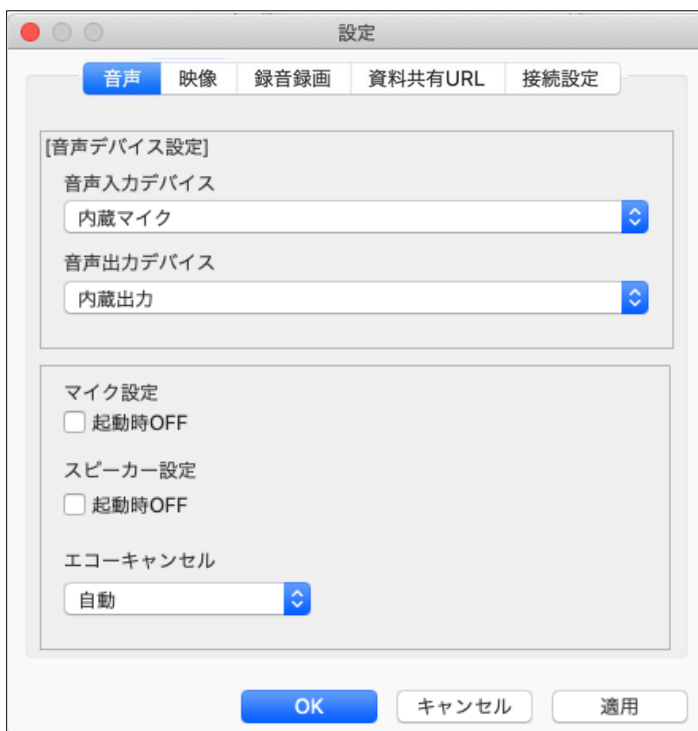 設定
音声 映像 録音録画 資料共有URL 接続設定
[音声デバイス設定]
音声入力デバイス
内蔵マイク
音声出力デバイス
内蔵出力
マイク設定
起動時OFF
スピーカー設定
起動時OFF
エコーキャンセル
自動
OK キャンセル 適用